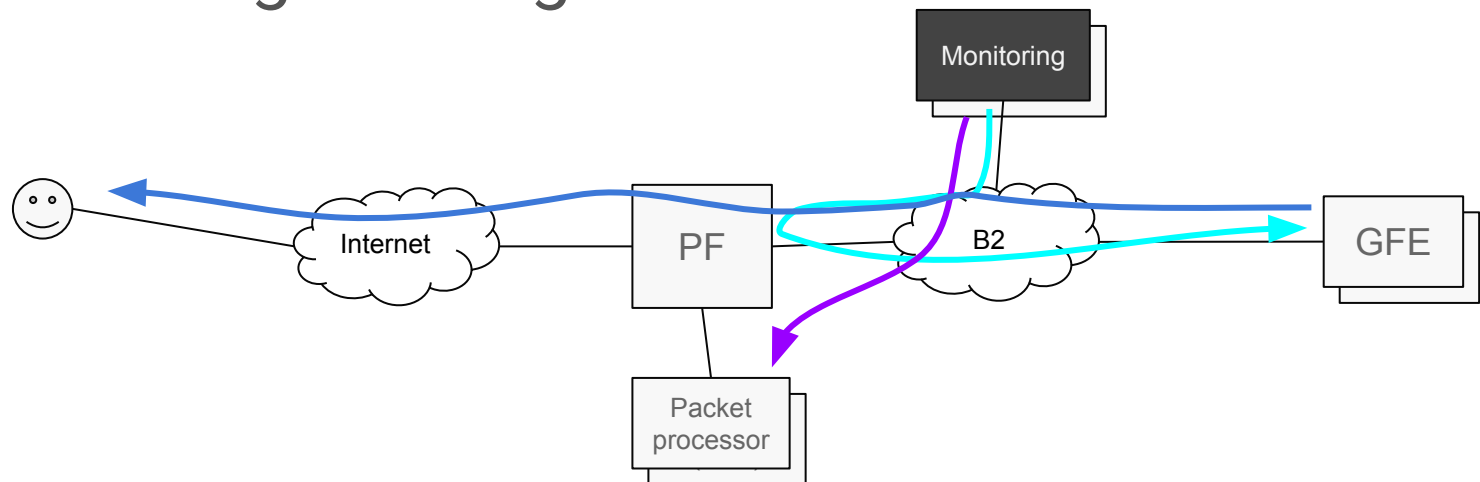 Monitoring
Internet
PF
B2
GFE
Packet
processor